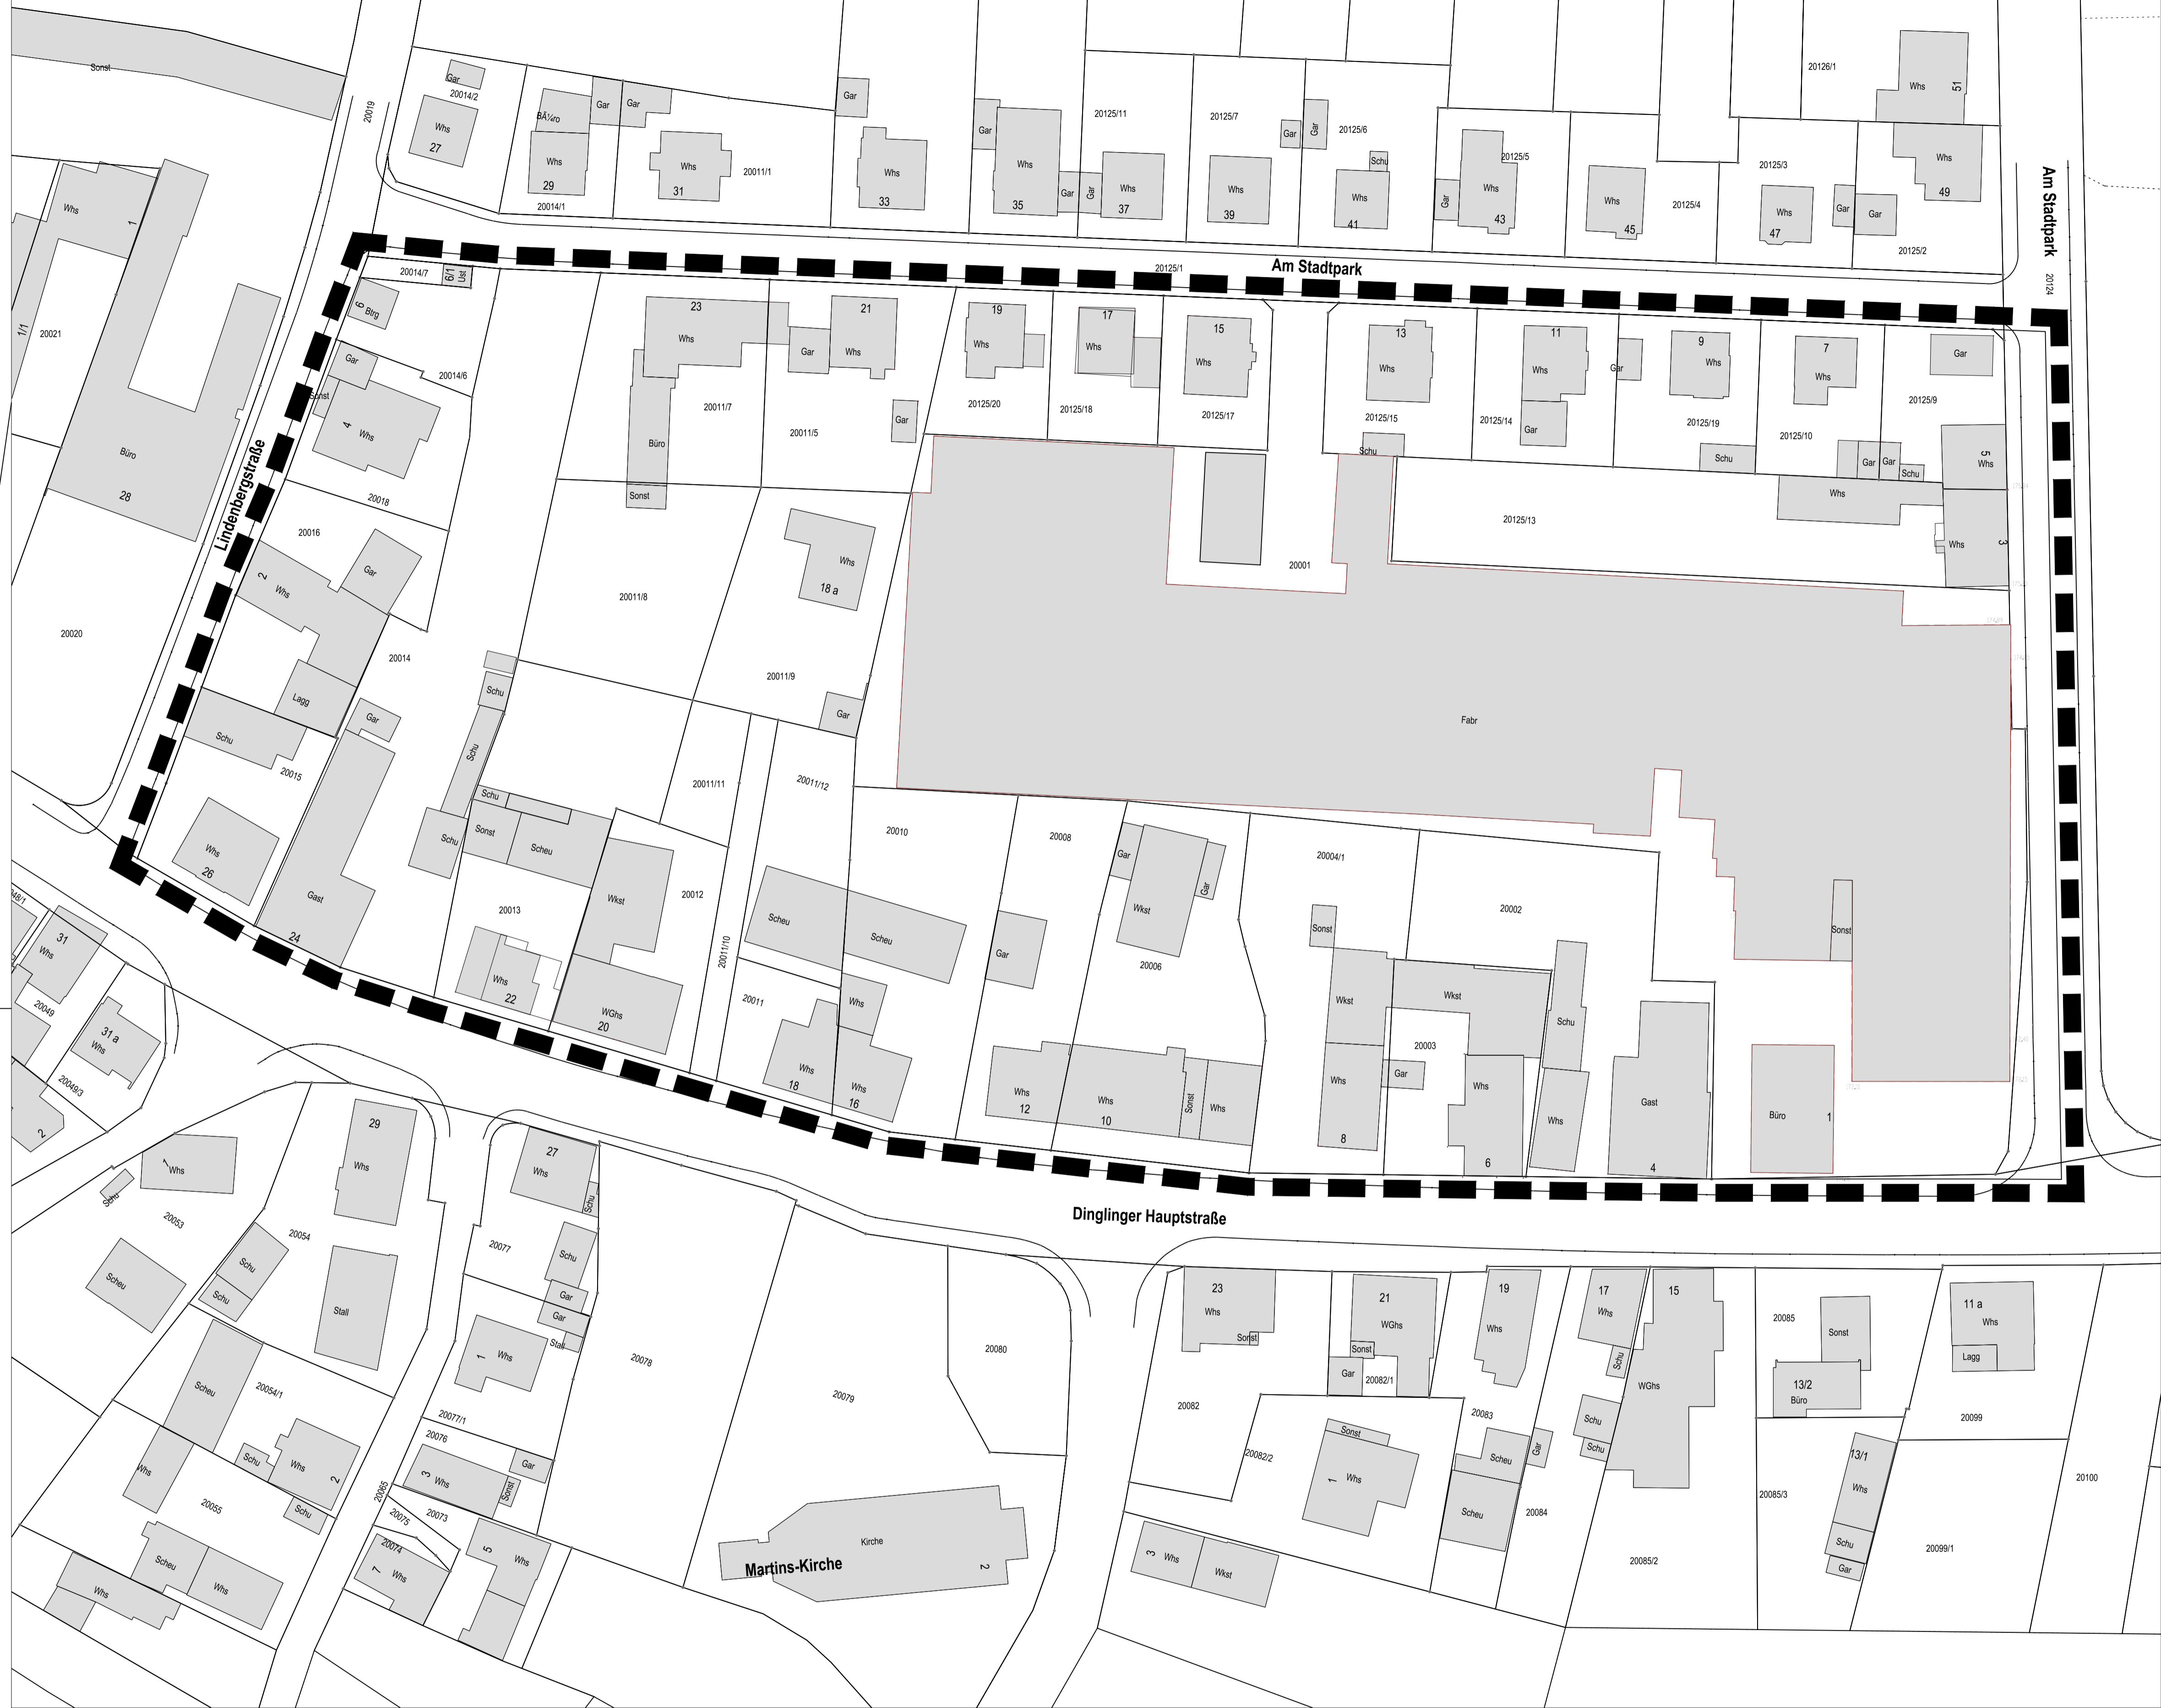 Sonst
Gar
20014/2
Whs
27
20019
BÃ¼ro
Whs
29
20014/1
Gar
Gar
Whs
31
20011/1
Gar
Whs
33
Gar
Whs
35
Gar
Gar
20125/11
Whs
37
20125/7
Whs
39
Gar
Gar
20125/6
Schu
Whs
41
20125/5
Gar
Whs
43
Whs
45
20125/4
20125/3
Whs
47
Gar
Gar
20126/1
Whs
51
Whs
49
20125/2
Am Stadtpark
20124
Whs
1
1/1
20021
Büro
28
20020
Lindenbergstraße
20125/1
Am Stadtpark
20014/7
6/1
Ust
6
Btrg
Gar
Sonst
4
Whs
20014/6
20018
20016
2
Whs
Gar
Lagg
20014
Schu
20015
Whs
26
Gar
Gast
24
23
Whs
20011/7
Büro
Sonst
21
Gar
Whs
20011/5
Gar
19
Whs
20125/20
17
Whs
20125/18
15
Whs
20125/17
13
Whs
20125/15
Schu
11
Whs
20125/14
Gar
Gar
9
Whs
20125/19
Schu
7
Whs
20125/10
Gar
20125/9
Gar
Gar
Schu
5
Whs
Whs
20125/13
Whs
3
20001
Fabr
Whs
18 a
20011/8
20011/9
Gar
Schu
Schu
Schu
Schu
Sonst
Scheu
20011/11
20011/12
20010
20008
20004/1
20002
20013
Whs
22
Wkst
20012
WGhs
20
20011/10
Scheu
Scheu
20011
Whs
18
Whs
Whs
16
Gar
Gar
Wkst
Gar
20006
Whs
12
Whs
10
Sonst
Whs
Sonst
Wkst
Whs
8
Wkst
20003
Gar
Whs
6
Schu
Whs
Gast
4
Sonst
Büro
1
Dinglinger Hauptstraße
31
Whs
20049
31 a
Whs
20049/3
2
1
Whs
Schu
20053
Scheu
20054
29
Whs
Schu
Schu
Stall
27
Whs
Schu
20077
Schu
Gar
Gar
Stall
1
Whs
20077/1
20078
20079
20080
Scheu
20054/1
Whs
Schu
Whs
2
Schu
20055
Scheu
Whs
Whs
20065
20076
3
Whs
Gar
Sonst
20075
20073
20074
7
Whs
5
Whs
Kirche
Martins-Kirche
2
23
Whs
Sonst
20082
21
WGhs
Sonst
Gar
20082/1
19
Whs
20083
20082/2
Sonst
1
Whs
Scheu
Gar
Scheu
3
Whs
Wkst
17
Whs
Schu
Schu
Schu
20084
15
WGhs
20085/2
20085
Sonst
13/2
Büro
20085/3
13/1
Whs
Schu
Gar
11 a
Whs
Lagg
20099
20099/1
20100